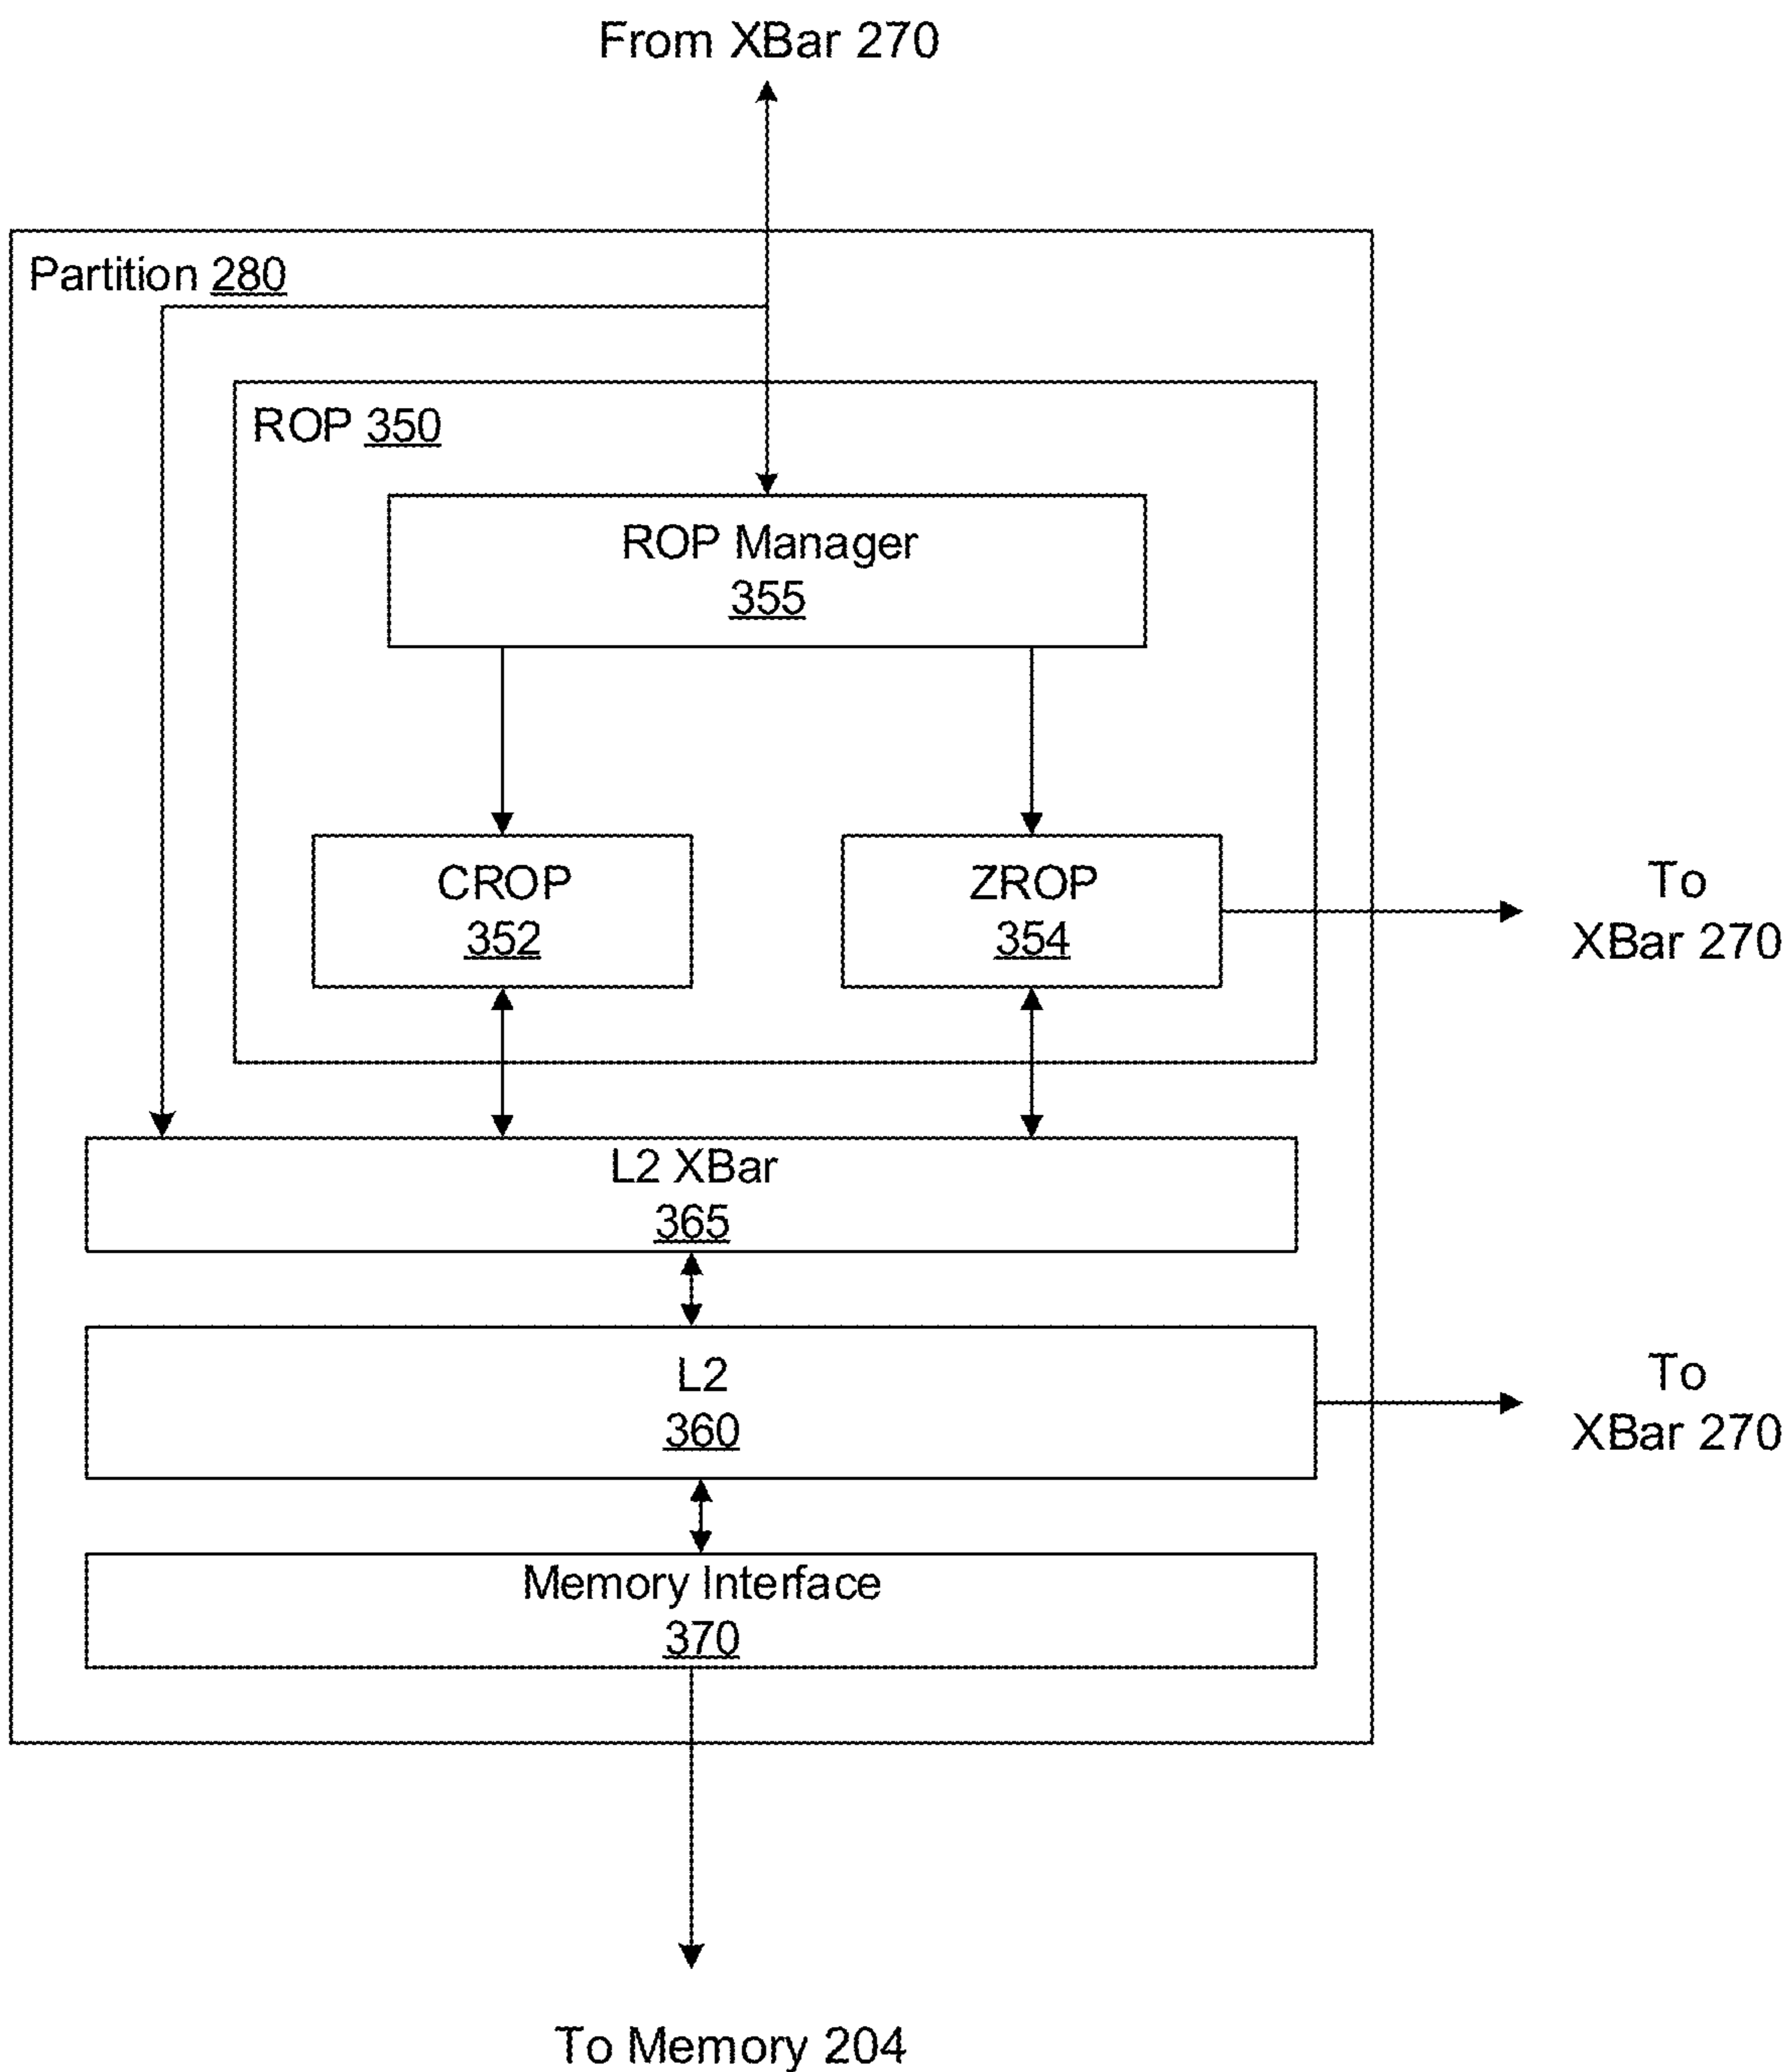 From XBar 270
Partition 280
ROP 350
ROP Manager
355
CROP
352
ZROP
354
To
XBar 270
L2 XBar
365
L2
360
To
XBar 270
Memory Interface
370
To Memory 204